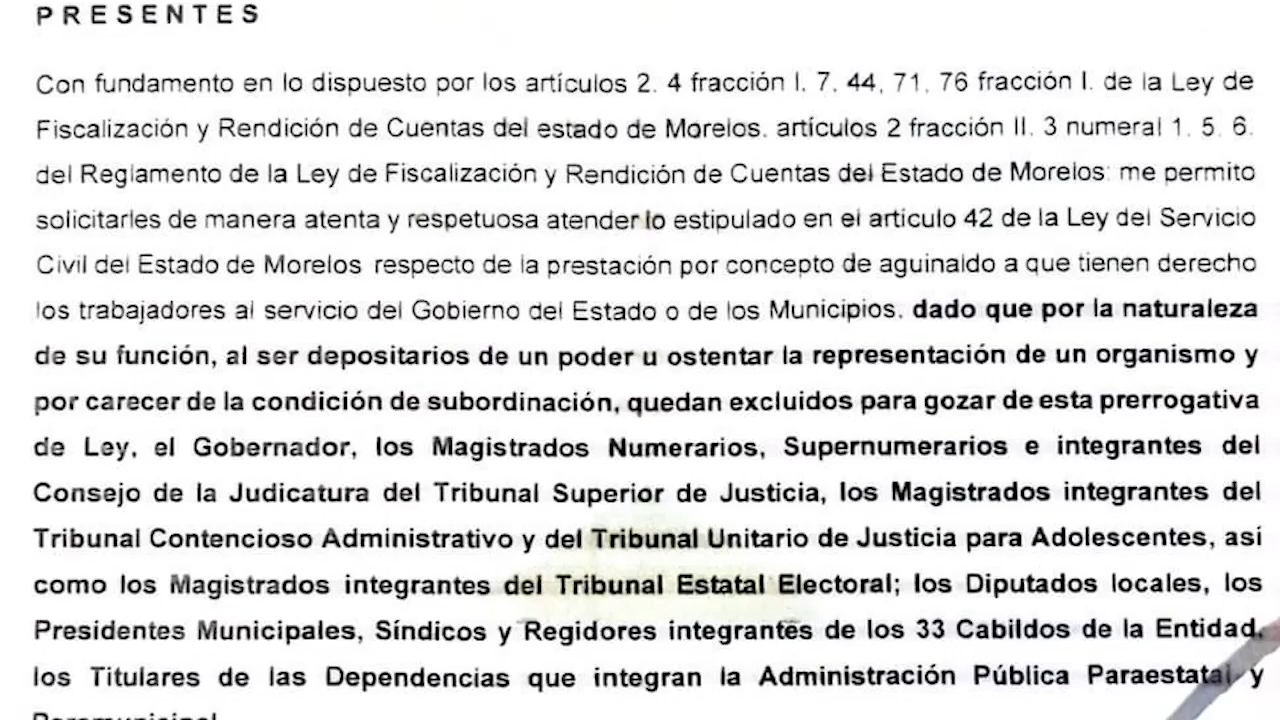 PRESENTES
Con fundamento en lo dispuesto por los artículos 2. 4 fracción I. 7. 44, 71, 76 fracción I. de la Ley de
Fiscalización y Rendición de Cuentas del estado de Morelos. artículos 2 fracción II. 3 numeral 1. 5. 6.
del Reglamento de la Ley de Fiscalización y Rendición de Cuentas del Estado de Morelos: me permito
solicitarles de manera atenta y respetuosa atender lo estipulado en el artículo 42 de la Ley del Servicio
Civil del Estado de Morelos respecto de la prestación por concepto de aguinaldo a que tienen derecho
los trabajadores al servicio del Gobierno del Estado o de los Municipios. dado que por la naturaleza
de su función, al ser depositarios de un poder u ostentar la representación de un organismo y
por carecer de la condición de subordinación, quedan excluidos para gozar de esta prerrogativa
de Ley, el Gobernador, los Magistrados Numerarios, Supernumerarios e integrantes del
Consejo de la Judicatura del Tribunal Superior de Justicia, los Magistrados integrantes del
Tribunal Contencioso Administrativo y del Tribunal Unitario de Justicia para Adolescentes, así
como los Magistrados integrantes del Tribunal Estatal Electoral; los Diputados locales, los
Presidentes Municipales, Síndicos y Regidores integrantes de los 33 Cabildos de la Entidad,
los Titulares de las Dependencias que integran la Administración Pública Paraestatal y
Paramunicipal